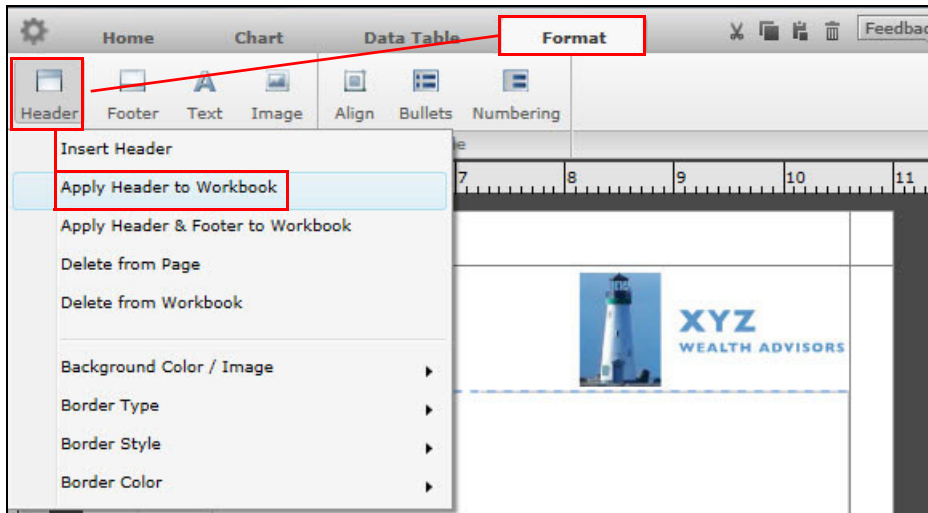 Home Chart Data Table Format Feedbac
Header Footer Text Image Align Bullets Numbering
Insert Header
Apply Header to Workbook
Apply Header & Footer to Workbook
Delete from Page
Delete from Workbook
Background Color / Image
Border Type
Border Style
Border Color
7 8 9 10 11
XYZ
WEALTH ADVISORS